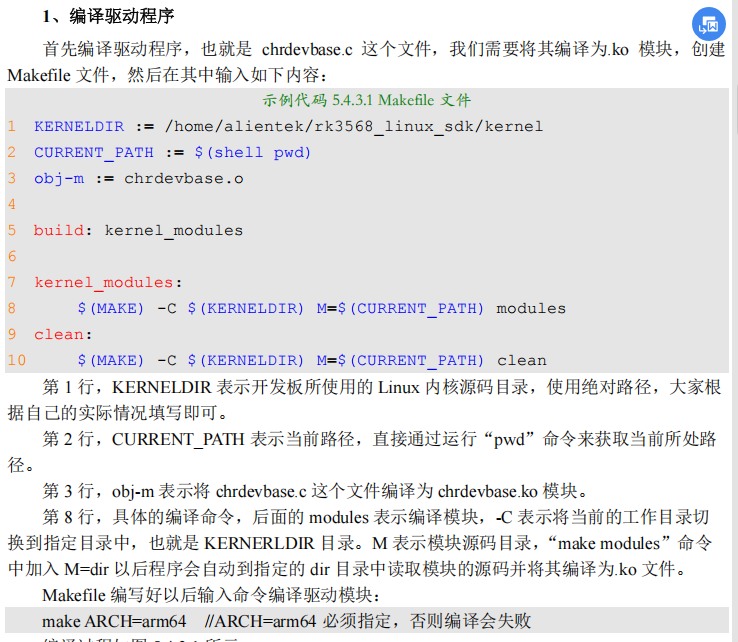 1、编译驱动程序
首先编译驱动程序，也就是 chrdevbase.c 这个文件，我们需要将其编译为.ko 模块，创建
Makefile 文件，然后在其中输入如下内容：
示例代码 5.4.3.1 Makefile 文件
1 KERNELDIR := /home/alientek/rk3568_linux_sdk/kernel
2 CURRENT_PATH := $(shell pwd)
3 obj-m := chrdevbase.o
4
5 build: kernel_modules
6
7 kernel_modules:
8 $(MAKE) -C $(KERNELDIR) M=$(CURRENT_PATH) modules
9 clean:
10 $(MAKE) -C $(KERNELDIR) M=$(CURRENT_PATH) clean
第 1 行，KERNELDIR 表示开发板所使用的 Linux 内核源码目录，使用绝对路径，大家根
据自己的实际情况填写即可。
第 2 行，CURRENT_PATH 表示当前路径，直接通过运行“pwd”命令来获取当前所处路
径。
第 3 行，obj-m 表示将 chrdevbase.c 这个文件编译为 chrdevbase.ko 模块。
第 8 行，具体的编译命令，后面的 modules 表示编译模块，-C 表示将当前的工作目录切
换到指定目录中，也就是 KERNERLDIR 目录。M 表示模块源码目录，“make modules”命令
中加入 M=dir 以后程序会自动到指定的 dir 目录中读取模块的源码并将其编译为.ko 文件。
Makefile 编写好以后输入命令编译驱动模块：
make ARCH=arm64 //ARCH=arm64 必须指定，否则编译会失败